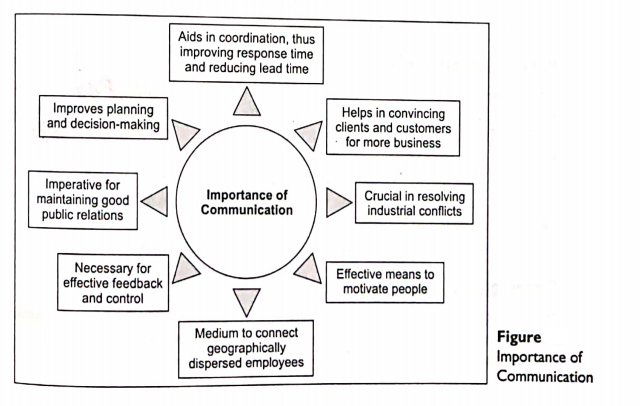 Aids in coordination, thus
improving response time
and reducing lead time
Improves planning
and decision-making
Helps in convincing
clients and customers
for more business
Imperative for
maintaining good
public relations
Importance of
Communication
Crucial in resolving
industrial conflicts
Necessary for
effective feedback
and control
Effective means to
motivate people
Medium to connect
geographically
dispersed employees
Figure
Importance of
Communication